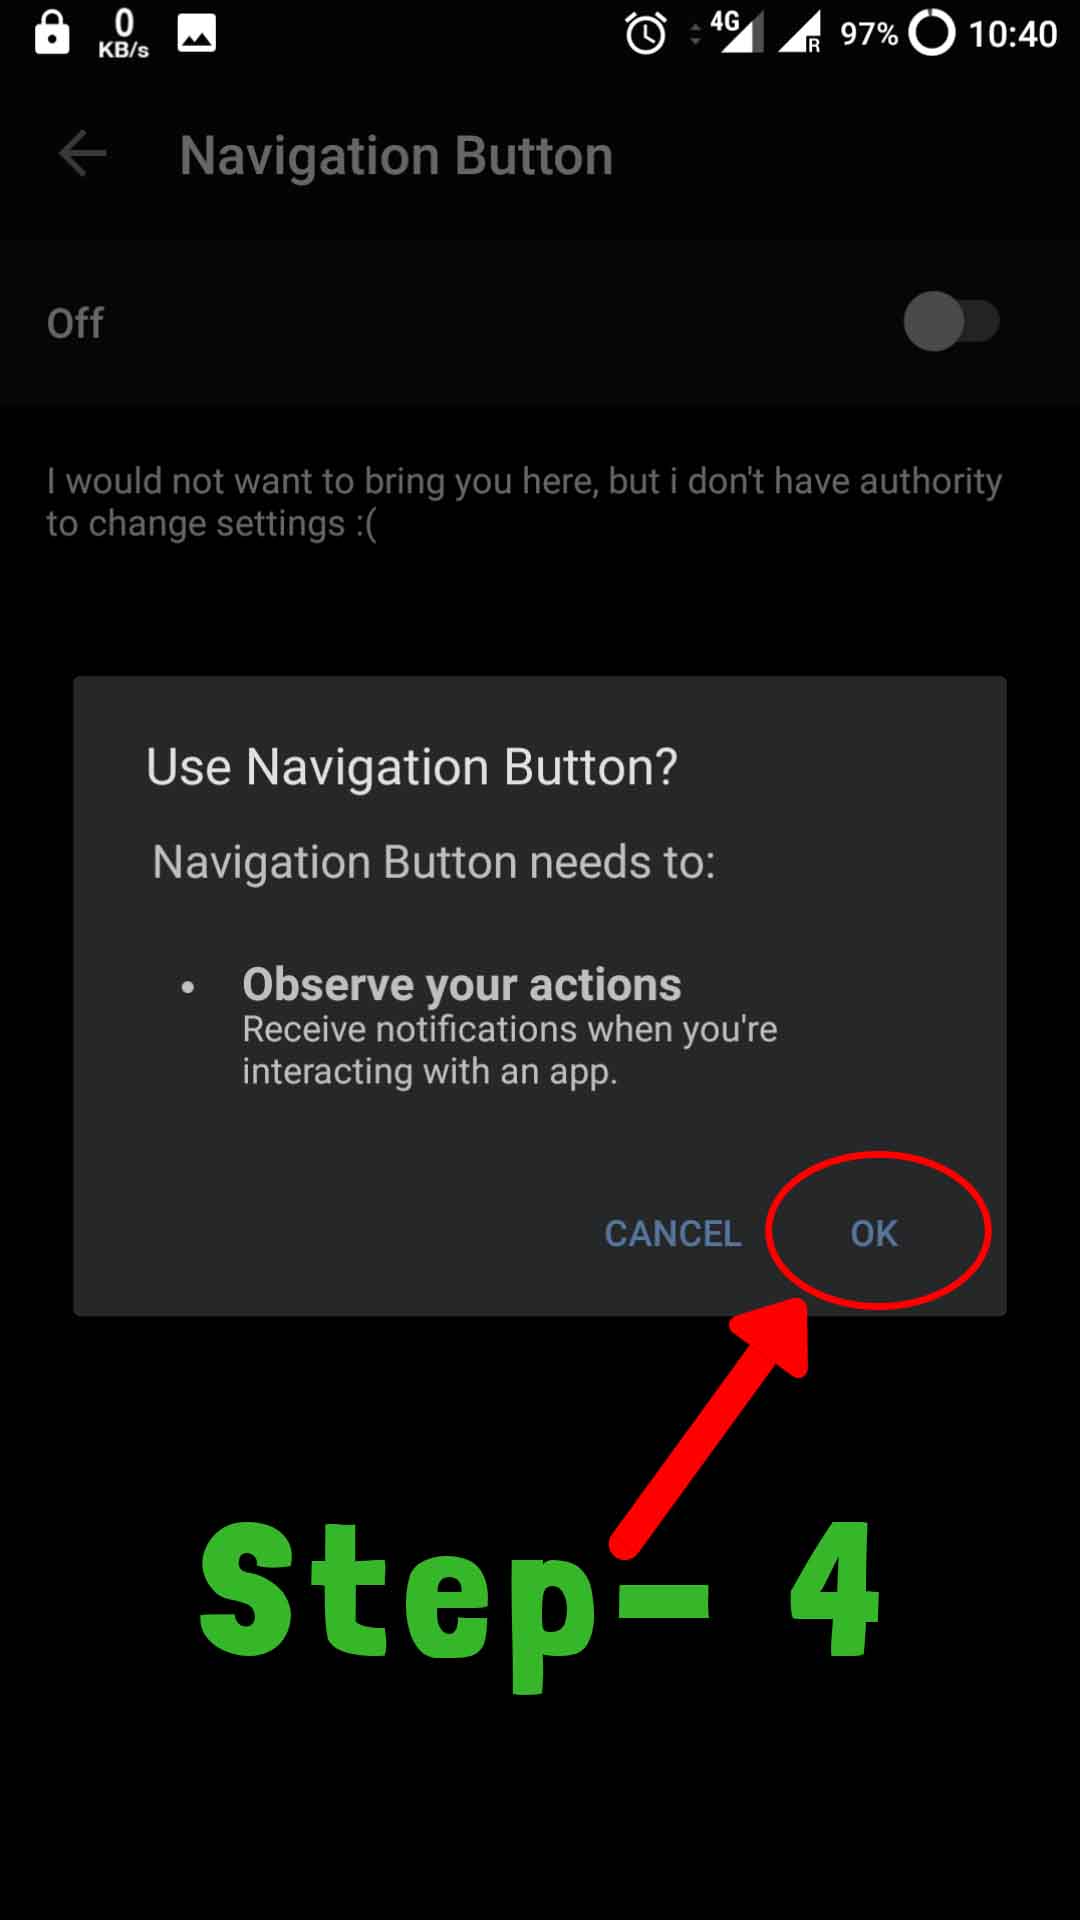 0
KB/s
4G
R
97%
10:40
Navigation Button
Off
I would not want to bring you here, but i don't have authority
to change settings :(
Use Navigation Button?
Navigation Button needs to:
• Observe your actions
Receive notifications when you're
interacting with an app.
CANCEL OK
Step- 4